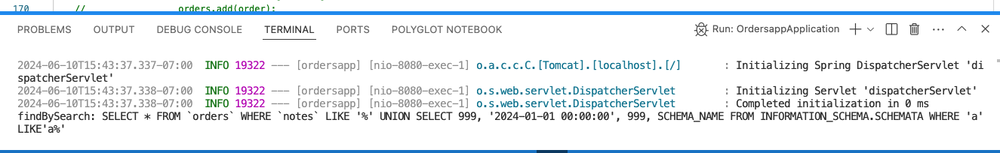 170 // orders.add(order);
PROBLEMS OUTPUT DEBUG CONSOLE TERMINAL PORTS POLYGLOT NOTEBOOK Run: OrdersappApplication
2024-06-10T15:43:37.337-07:00 INFO 19322 --- [ordersapp] [nio-8080-exec-1] o.a.c.c.C.[Tomcat].[localhost].[/] : Initializing Spring DispatcherServlet 'di
spatcherServlet'
2024-06-10T15:43:37.338-07:00 INFO 19322 --- [ordersapp] [nio-8080-exec-1] o.s.web.servlet.DispatcherServlet : Initializing Servlet 'dispatcherServlet'
2024-06-10T15:43:37.338-07:00 INFO 19322 --- [ordersapp] [nio-8080-exec-1] o.s.web.servlet.DispatcherServlet : Completed initialization in 0 ms
findBySearch: SELECT * FROM `orders` WHERE `notes` LIKE '%' UNION SELECT 999, '2024-01-01 00:00:00', 999, SCHEMA_NAME FROM INFORMATION_SCHEMA.SCHEMATA WHERE 'a'
LIKE'a%'